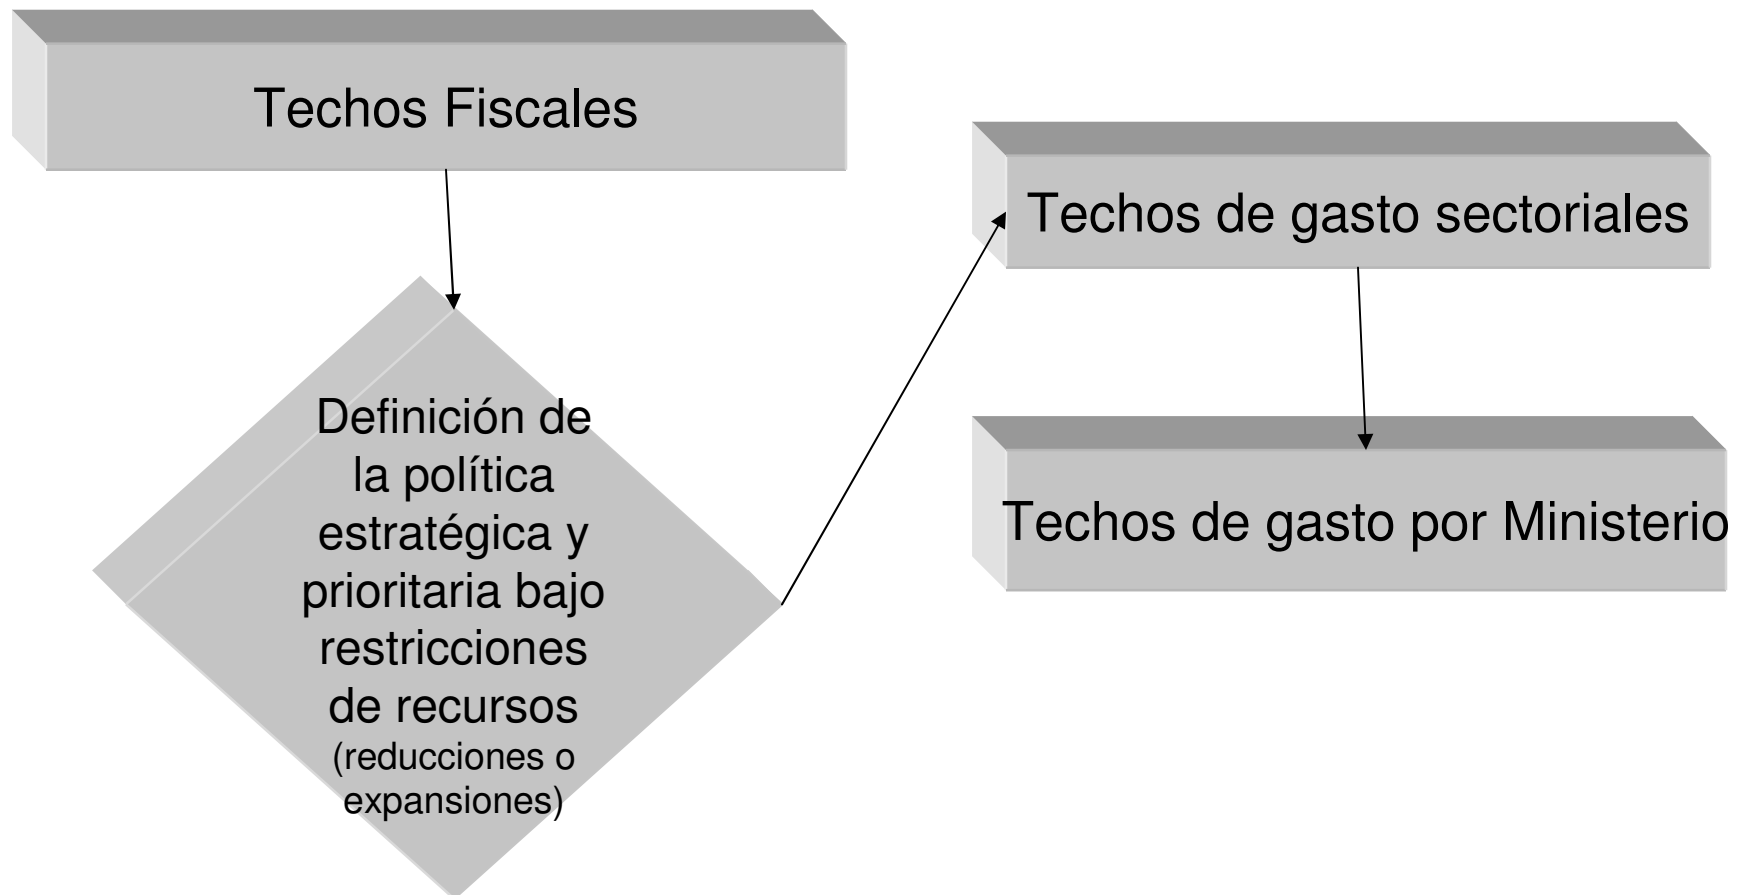 Techos Fiscales
Definición de
la política
estratégica y
prioritaria bajo
restricciones
de recursos
(reducciones o
expansiones)
Techos de gasto sectoriales
Techos de gasto por Ministerio